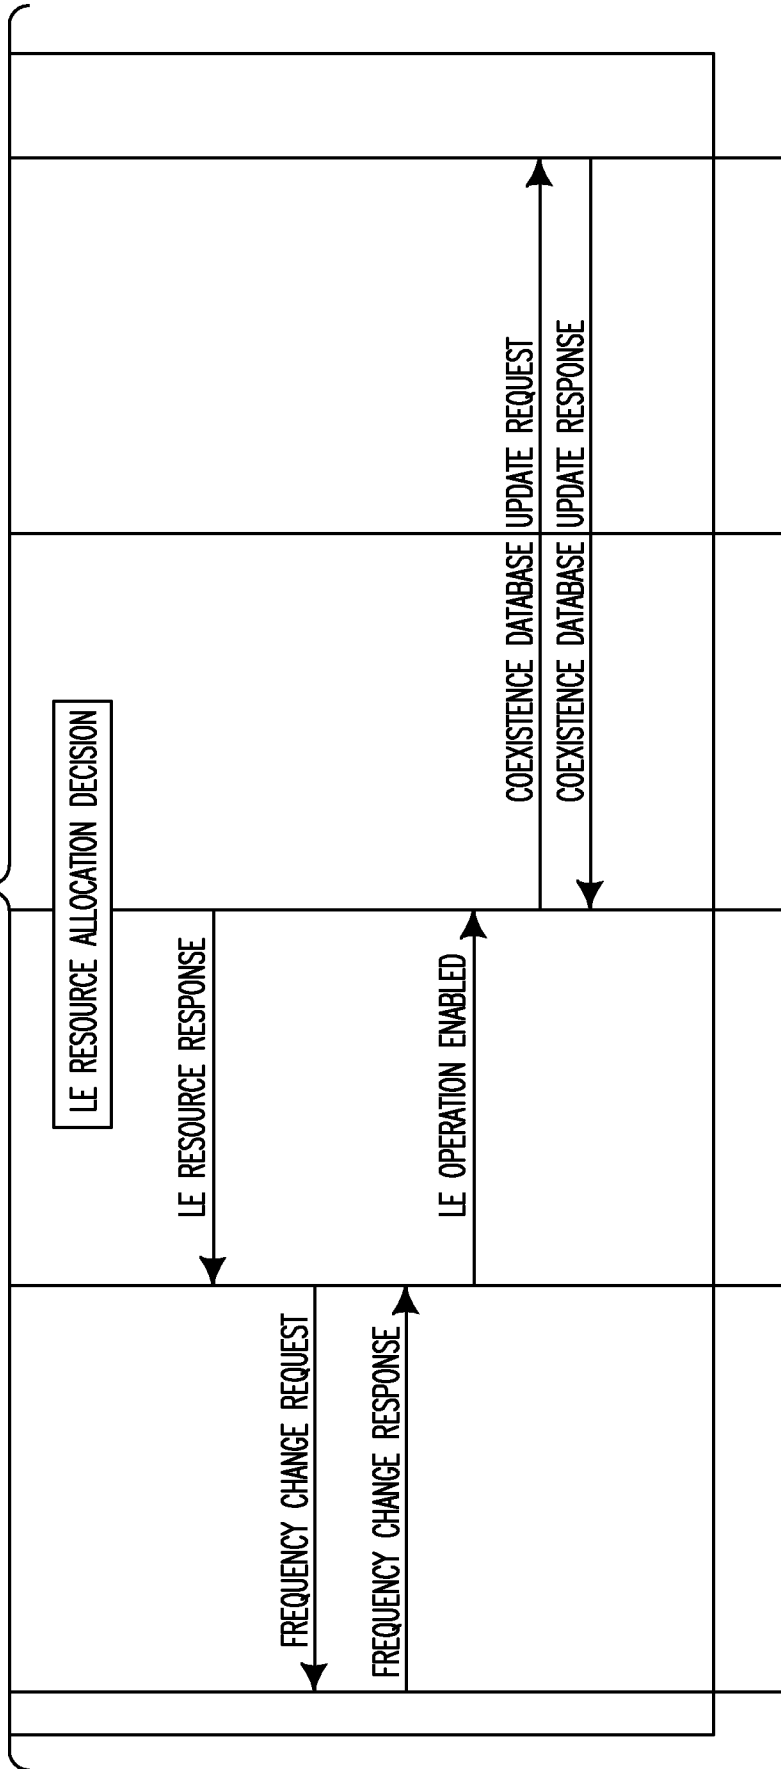 LE RESOURCE ALLOCATION DECISION
LE RESOURCE RESPONSE
FREQUENCY CHANGE REQUEST
FREQUENCY CHANGE RESPONSE
LE OPERATION ENABLED
COEXISTENCE DATABASE UPDATE REQUEST
COEXISTENCE DATABASE UPDATE RESPONSE